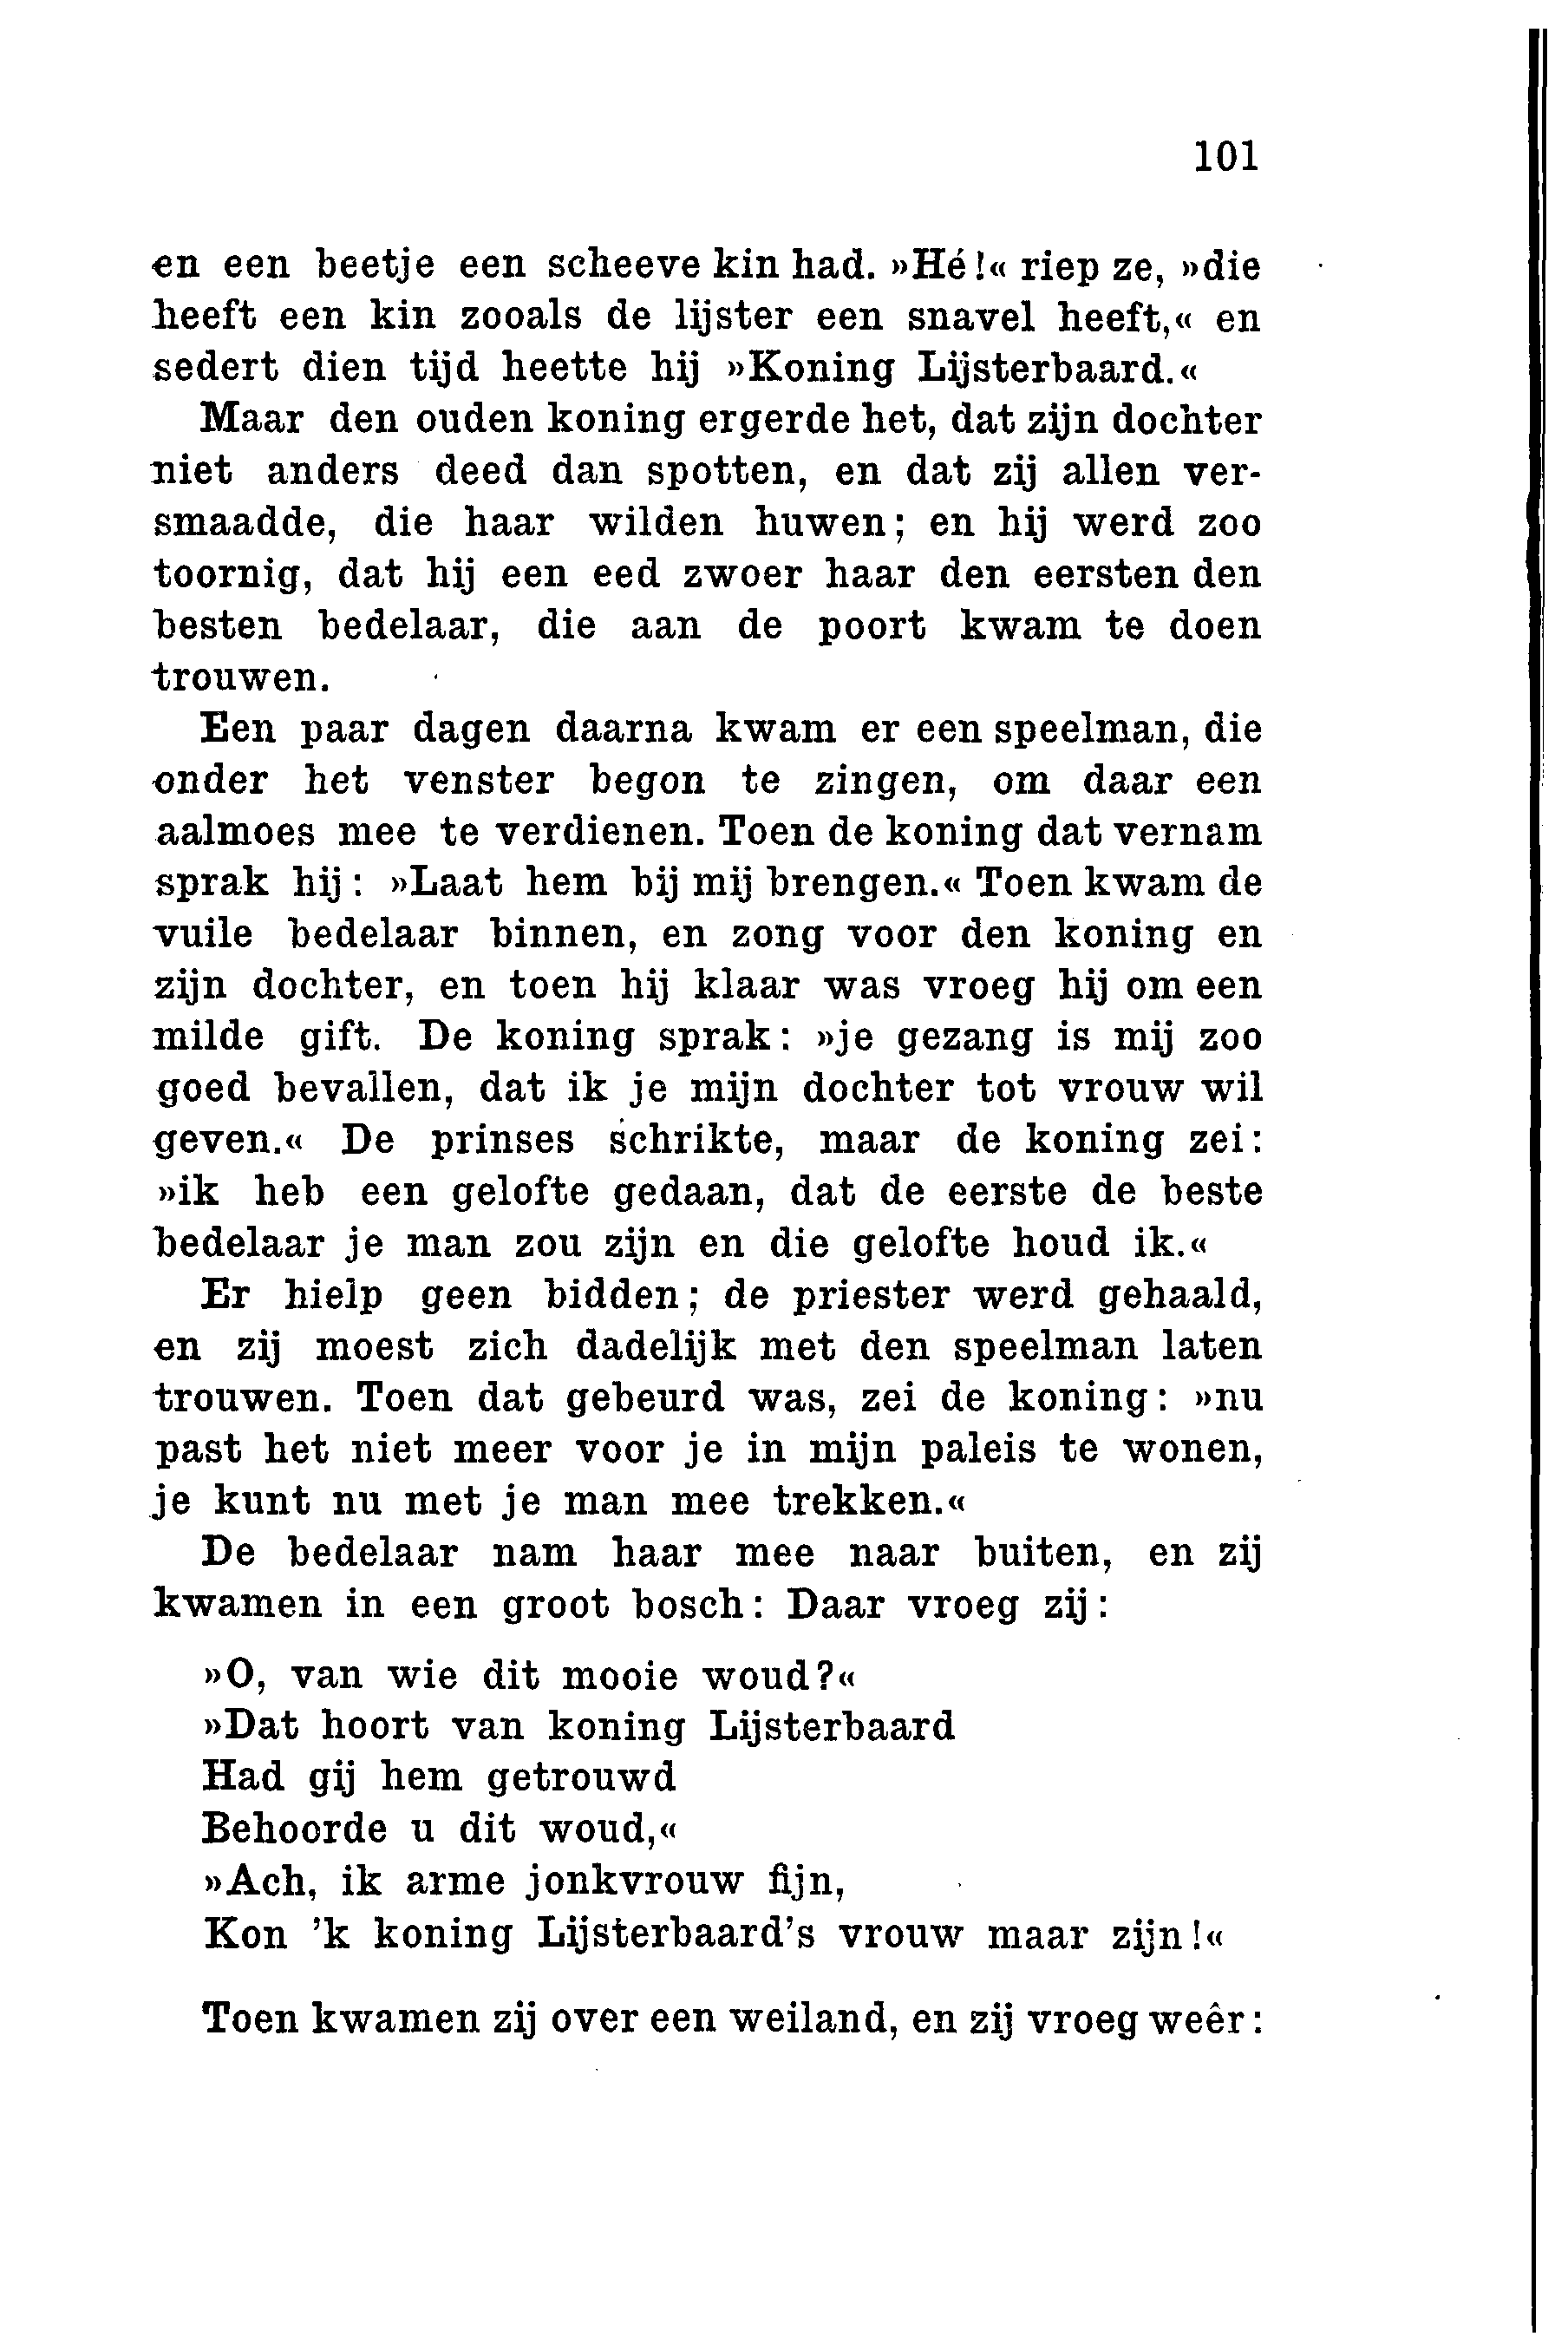 101
en een beetje een scheeve kin had. »Hé!« riep ze, »die
heeft een kin zooals de lijster een snavel heeft,« en
sedert dien tijd heette hij »Koning Lijsterbaard.«
Maar den ouden koning ergerde het, dat zijn dochter
niet anders deed dan spotten, en dat zij allen ver-
smaadde, die haar wilden huwen; en hij werd zoo
toornig, dat hij een eed zwoer haar den eersten den
besten bedelaar, die aan de poort kwam te doen
trouwen.
Een paar dagen daarna kwam er een speelman, die
onder het venster begon te zingen, om daar een
aalmoes mee te verdienen. Toen de koning dat vernam
sprak hij: »Laat hem bij mij brengen.« Toen kwam de
vuile bedelaar binnen, en zong voor den koning en
zijn dochter, en toen hij klaar was vroeg hij om een
milde gift. De koning sprak: »je gezang is mij zoo
goed bevallen, dat ik je mijn dochter tot vrouw wil
geven.« De prinses schrikte, maar de koning zei:
»ik heb een gelofte gedaan, dat de eerste de beste
bedelaar je man zou zijn en die gelofte houd ik.«
Er hielp geen bidden; de priester werd gehaald,
en zij moest zich dadelijk met den speelman laten
trouwen. Toen dat gebeurd was, zei de koning: »nu
past het niet meer voor je in mijn paleis te wonen,
je kunt nu met je man mee trekken.«
De bedelaar nam haar mee naar buiten, en zij
kwamen in een groot bosch: Daar vroeg zij:
»O, van wie dit mooie woud?«
»Dat hoort van koning Lijsterbaard
Had gij hem getrouwd
Behoorde u dit woud,«
»Ach, ik arme jonkvrouw fijn,
Kon 'k koning Lijsterbaard's vrouw maar zijn!«
Toen kwamen zij over een weiland, en zij vroeg weêr: